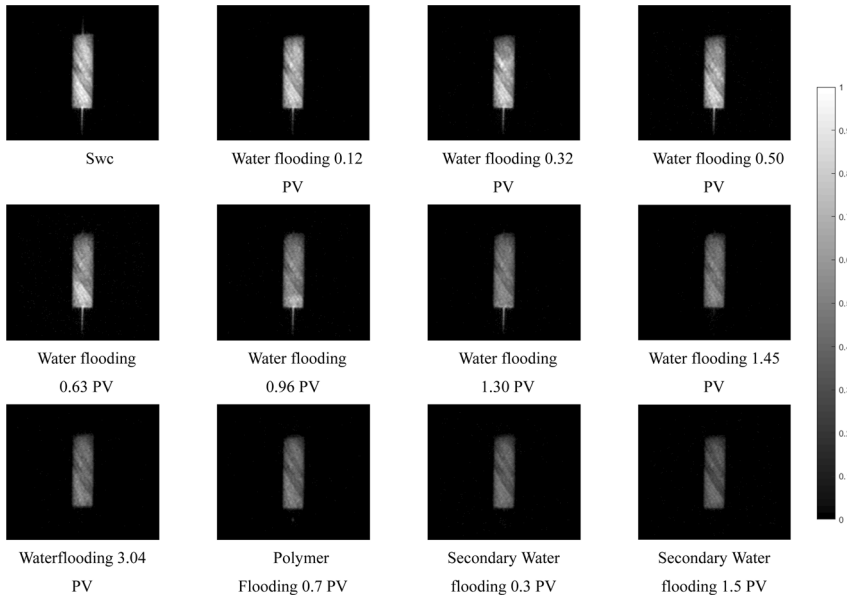 Swc
Water flooding 0.12
PV
Water flooding 0.32
PV
Water flooding 0.50
PV
Water flooding
0.63 PV
Water flooding
0.96 PV
Water flooding
1.30 PV
Water flooding 1.45
PV
Waterflooding 3.04
PV
Polymer
Flooding 0.7 PV
Secondary Water
flooding 0.3 PV
Secondary Water
flooding 1.5 PV
1
0